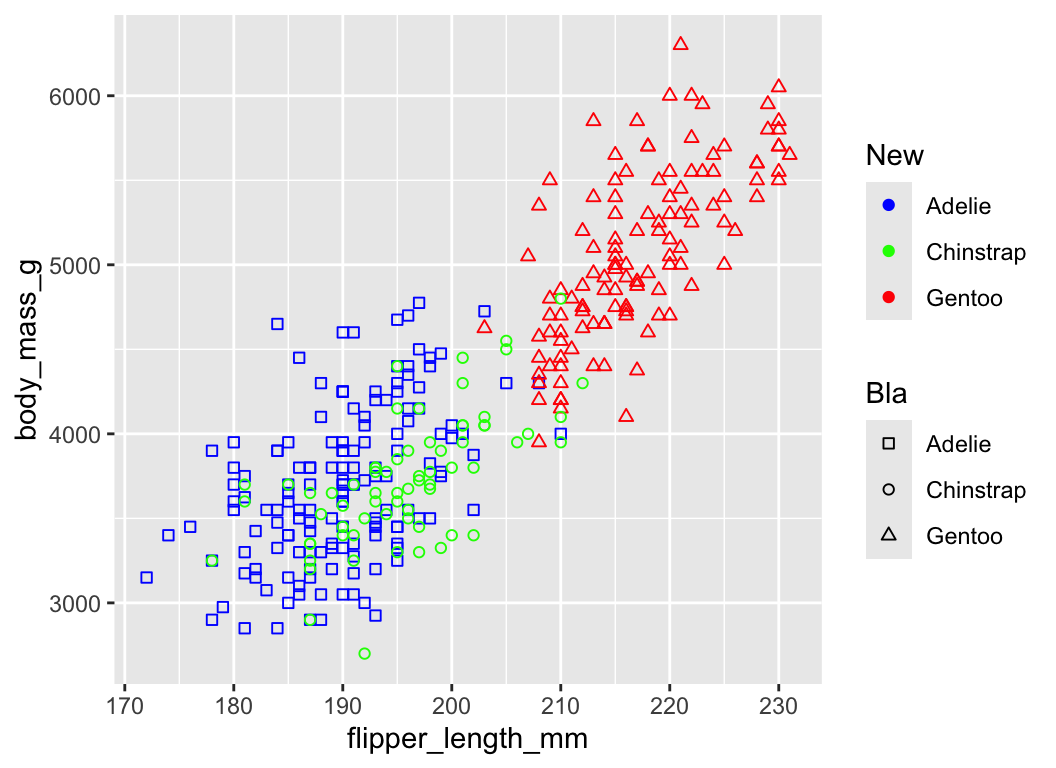 6000
5000
4000
3000
body_mass_g
170 180 190 200 210 220 230
flipper_length_mm
New
Adelie
Chinstrap
Gentoo
Bla
Adelie
Chinstrap
Gentoo